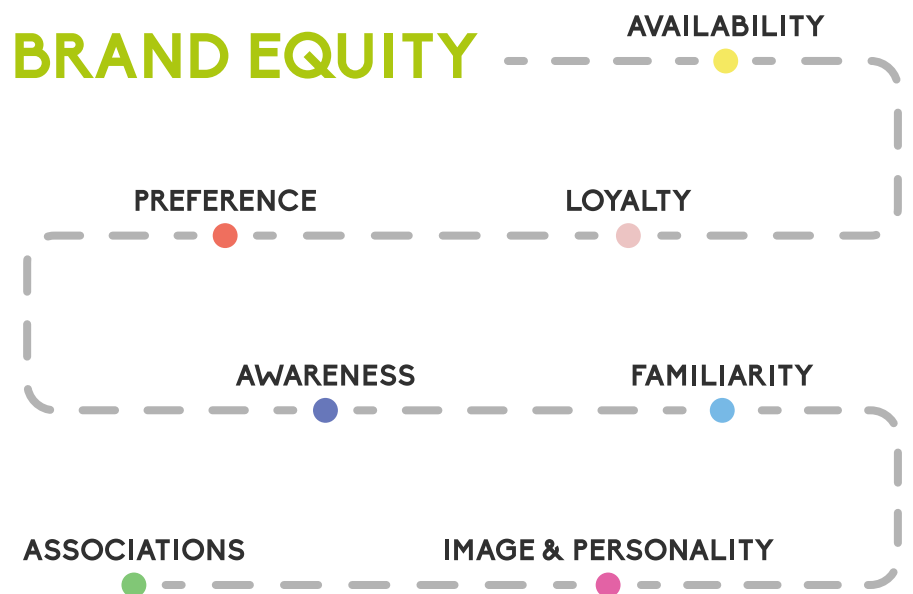 BRAND EQUITY
AVAILABILITY
PREFERENCE
LOYALTY
AWARENESS
FAMILIARITY
ASSOCIATIONS
IMAGE & PERSONALITY